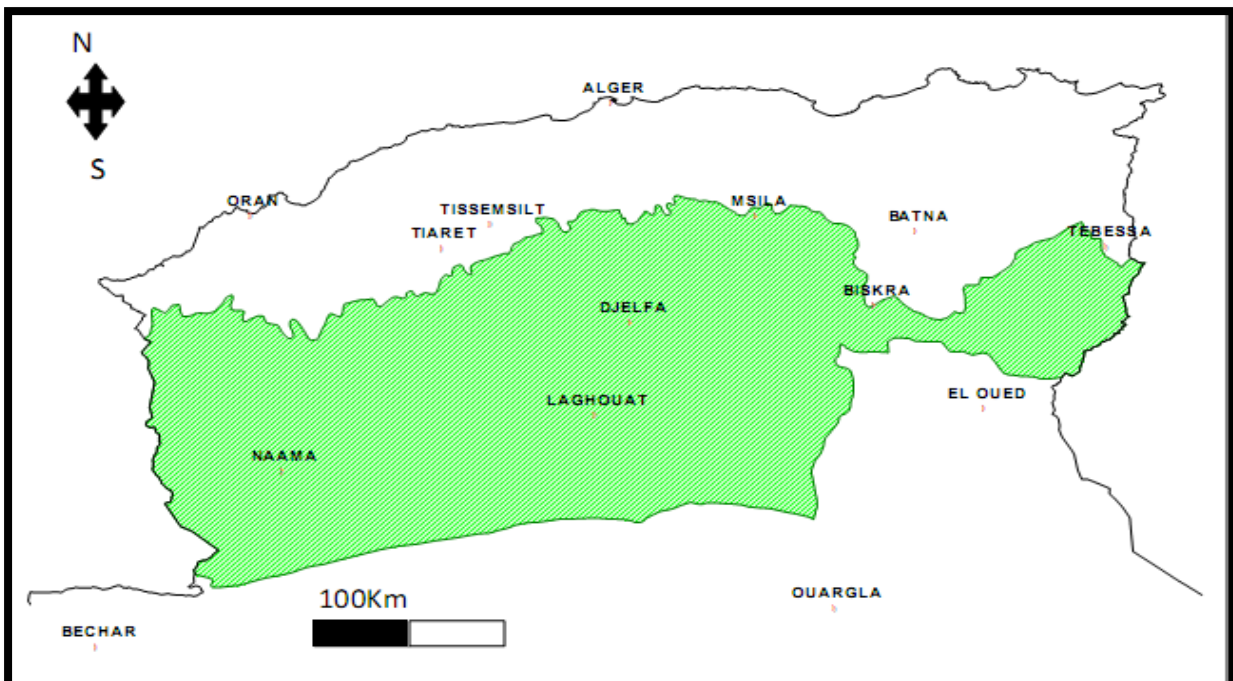 N
S
ALGER
ORAN
TISSEMSILT
TIARET
MSILA
BATNA
TEBESSA
BISKRA
DJELFA
LAGHOUAT
EL OUED
NAAMA
OUARGLA
100Km
BECHAR